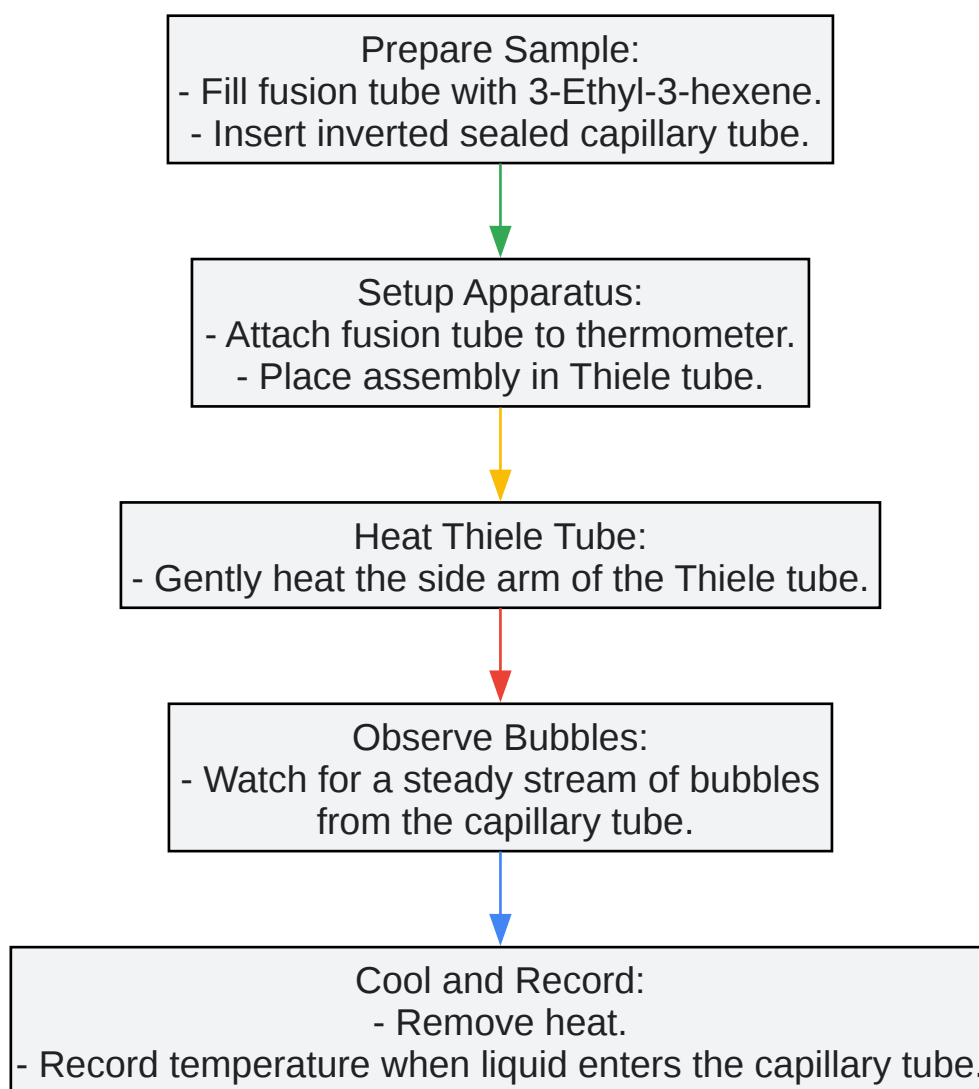 Prepare Sample:
- Fill fusion tube with 3-Ethyl-3-hexene.
- Insert inverted sealed capillary tube.
Setup Apparatus:
- Attach fusion tube to thermometer.
- Place assembly in Thiele tube.
Heat Thiele Tube:
- Gently heat the side arm of the Thiele tube.
Observe Bubbles:
- Watch for a steady stream of bubbles
from the capillary tube.
Cool and Record:
- Remove heat.
- Record temperature when liquid enters the capillary tube.